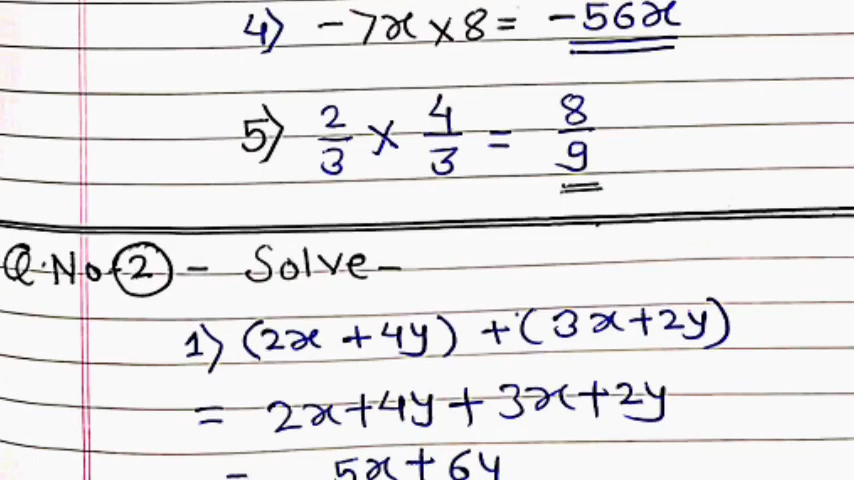 4) -7x × 8 = -56x
5) 2/3 × 4/3 = 8/9
Q.No-2 - Solve-
1) (2x + 4y) + (3x + 2y)
= 2x + 4y + 3x + 2y
= 5x + 6y